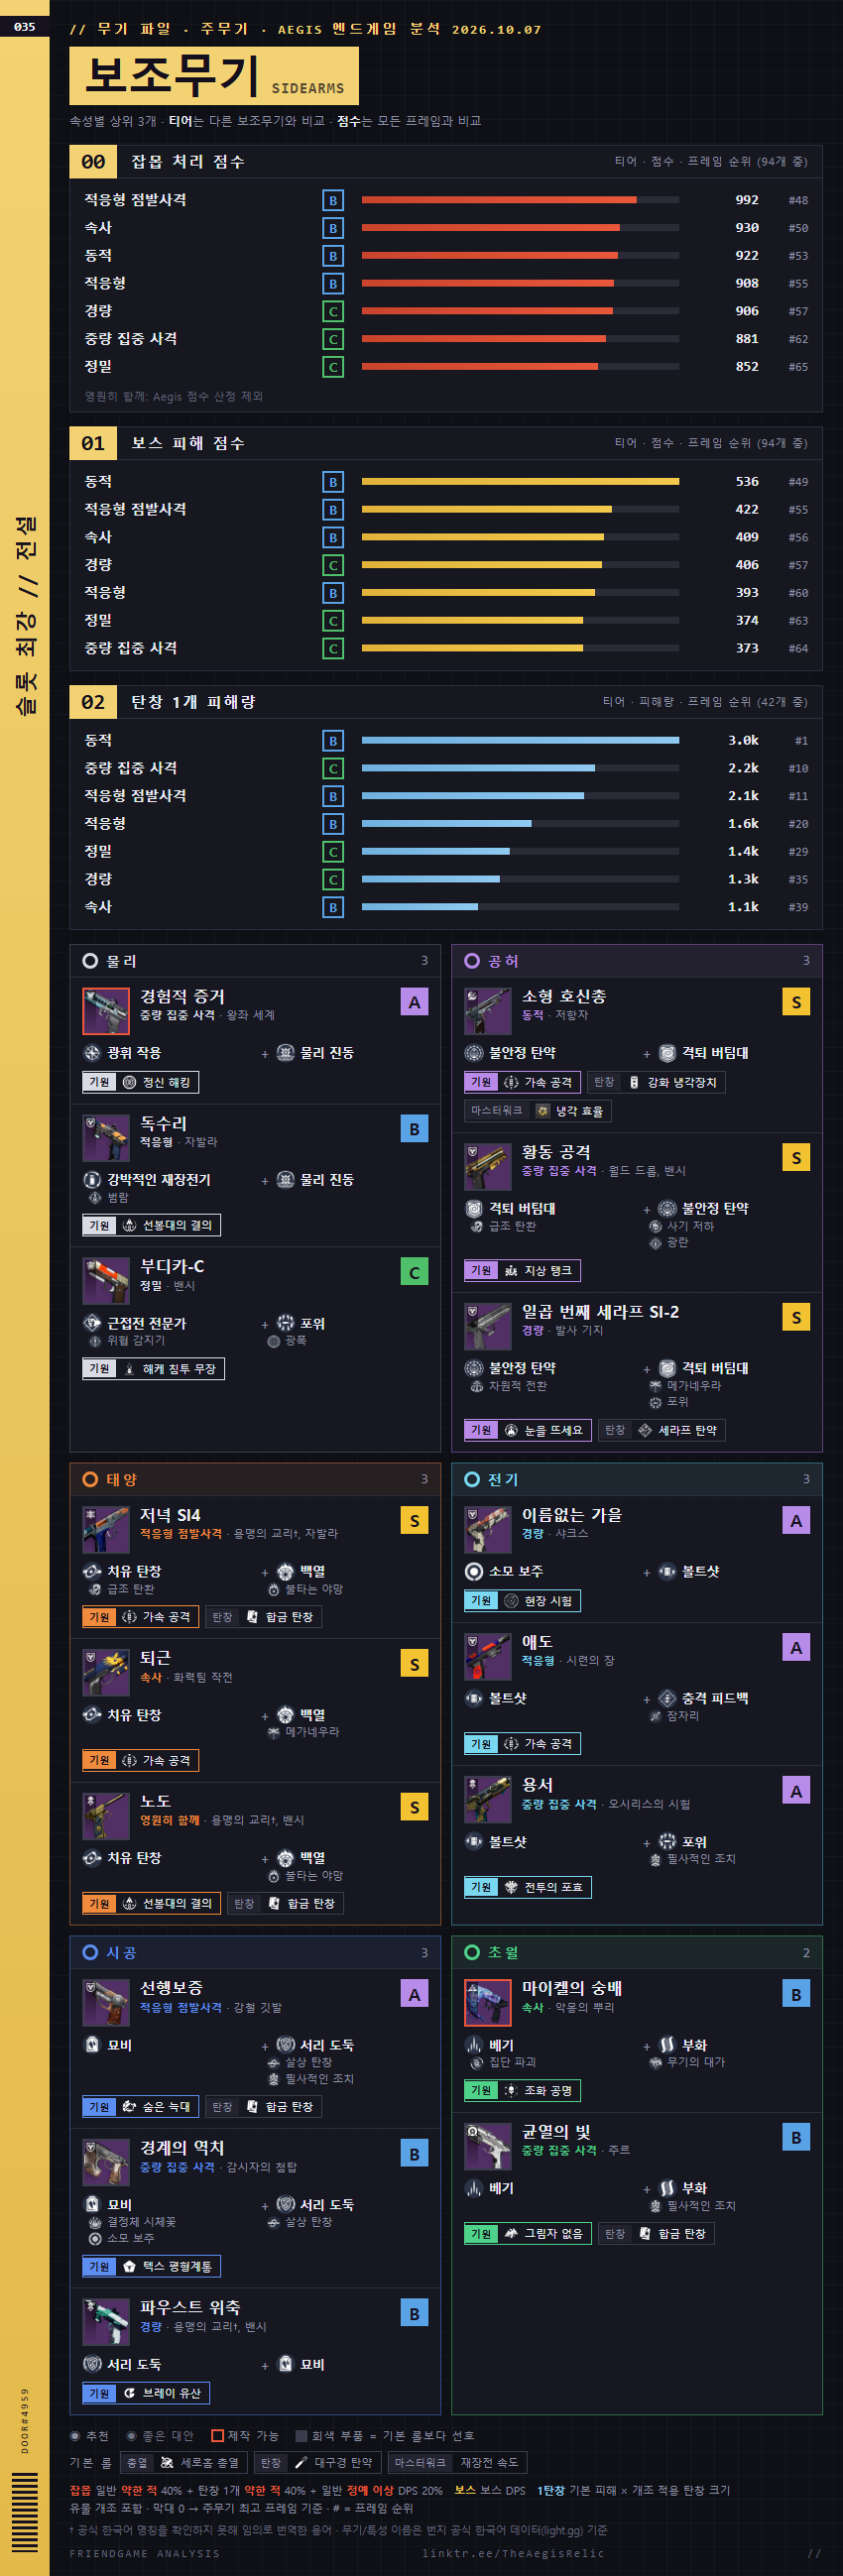 035
// 무기 파일 · 주무기 · AEGIS 엔드게임 분석 2026.10.07
보조무기 SIDEARMS
속성별 상위 3개 · 티어는 다른 보조무기와 비교 · 점수는 모든 프레임과 비교
슬롯 최강 // 전설
00 잡몹 처리 점수 티어 · 점수 · 프레임 순위 (94개 중)
적응형 점발사격 B 992 #48
속사 B 930 #50
동적 B 922 #53
적응형 B 908 #55
경량 C 906 #57
중량 집중 사격 C 881 #62
정밀 C 852 #65
영원히 함께: Aegis 점수 산정 제외
01 보스 피해 점수 티어 · 점수 · 프레임 순위 (94개 중)
동적 B 536 #49
적응형 점발사격 B 422 #55
속사 B 409 #56
경량 C 406 #57
적응형 B 393 #60
정밀 C 374 #63
중량 집중 사격 C 373 #64
02 탄창 1개 피해량 티어 · 피해량 · 프레임 순위 (42개 중)
동적 B 3.0k #1
중량 집중 사격 C 2.2k #10
적응형 점발사격 B 2.1k #11
적응형 B 1.6k #20
정밀 C 1.4k #29
경량 C 1.3k #35
속사 B 1.1k #39
물리 3
경험적 증거 A
중량 집중 사격 · 왕좌 세계
광휘 작용 + 물리 진동
기원 정신 해킹
독수리 B
적응형 · 자발라
강박적인 재장전기 + 물리 진동
범람
기원 선봉대의 결의
부디카-C C
정밀 · 밴시
근접전 전문가 + 포위
위협 감지기 광폭
기원 해케 침투 무장
공허 3
소형 호신총 S
동적 · 저항자
불안정 탄약 + 격퇴 버팀대
기원 가속 공격 탄창 강화 냉각장치
마스터워크 냉각 효율
황동 공격 S
중량 집중 사격 · 월드 드롭, 밴시
격퇴 버팀대 + 불안정 탄약
급조 탄환 사기 저하
광란
기원 지상 탱크
일곱 번째 세라프 SI-2 S
경량 · 발사 기지
불안정 탄약 + 격퇴 버팀대
차원적 전환 메가네우라
포위
기원 눈을 뜨세요 탄창 세라프 탄약
태양 3
저녁 SI4 S
적응형 점발사격 · 용맹의 교리†, 자발라
치유 탄창 + 백열
급조 탄환 불타는 야망
기원 가속 공격 탄창 합금 탄창
퇴근 S
속사 · 화력팀 작전
치유 탄창 + 백열
메가네우라
기원 가속 공격
노도 S
영원히 함께 · 용맹의 교리†, 밴시
치유 탄창 + 백열
불타는 야망
기원 선봉대의 결의 탄창 합금 탄창
전기 3
이름없는 가을 A
경량 · 샤크스
소모 보주 + 볼트샷
기원 현장 시험
애도 A
적응형 · 시련의 장
볼트샷 + 충격 피드백
잠자리
기원 가속 공격
용서 A
중량 집중 사격 · 오시리스의 시험
볼트샷 + 포위
필사적인 조치
기원 전투의 포효
시공 3
선행보증 A
적응형 점발사격 · 강철 깃발
묘비 + 서리 도둑
살상 탄창
필사적인 조치
기원 숨은 늑대 탄창 합금 탄창
경계의 역치 B
중량 집중 사격 · 감시자의 첨탑
묘비 + 서리 도둑
결정체 시체꽃 살상 탄창
소모 보주
기원 텍스 평형계통
파우스트 위축 B
경량 · 용맹의 교리†, 밴시
서리 도둑 + 묘비
기원 브레이 유산
초월 2
마이켈의 숭배 B
속사 · 악몽의 뿌리
베기 + 부화
집단 파괴 무기의 대가
기원 조화 공명
균열의 빛 B
중량 집중 사격 · 주르
베기 + 부화
필사적인 조치
기원 그림자 없음 탄창 합금 탄창
추천 좋은 대안 제작 가능 회색 부품 = 기본 롤보다 선호
기본 롤 총열 세로홈 총열 탄창 대구경 탄약 마스터워크 재장전 속도
잡몹 일반 약한 적 40% + 탄창 1개 약한 적 40% + 일반 정예 이상 DPS 20% 보스 보스 DPS 1탄창 기본 피해 × 개조 적용 탄창 크기
유물 개조 포함 · 막대 0 → 주무기 최고 프레임 기준 · # = 프레임 순위
† 공식 한국어 명칭을 확인하지 못해 임의로 번역한 용어 · 무기/특성 이름은 번지 공식 한국어 데이터(light.gg) 기준
FRIENDGAME ANALYSIS linktr.ee/TheAegisRelic //
DOOR#4959